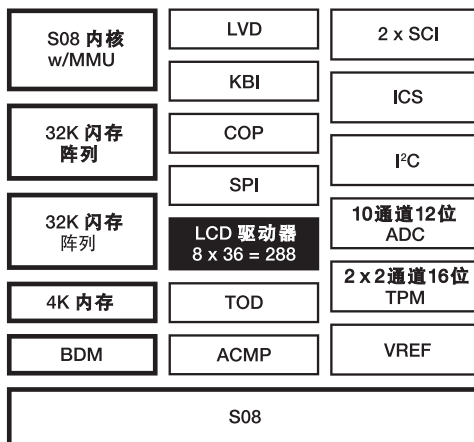 S08 内核
w/MMU
32K 闪存
阵列
32K 闪存
阵列
4K 内存
BDM
LVD
KBI
COP
SPI
LCD 驱动器
8 x 36 = 288
TOD
ACMP
2 x SCI
ICS
I²C
10通道12位
ADC
2 x 2通道16位
TPM
VREF
S08